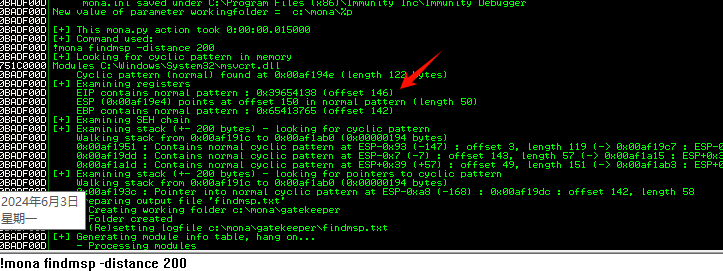 mona.ini saved under C:\Program Files (x86)\Immunity Inc\Immunity Debugger
0BADF00D New value of parameter workingfolder =  c:\mona\%p
0BADF00D
0BADF00D [+] This mona.py action took 0:00:00.015000
0BADF00D [+] Command used:
0BADF00D !mona findmsp -distance 200
0BADF00D [+] Looking for cyclic pattern in memory
751C0000 Modules C:\Windows\System32\msvcrt.dll
0BADF00D Cyclic pattern (normal) found at 0x00af194e (length 122 bytes)
0BADF00D [+] Examining registers
0BADF00D EIP contains normal pattern : 0x39654138 (offset 146)
0BADF00D ESP (0x00af19e4) points at offset 150 in normal pattern (length 50)
0BADF00D EBP contains normal pattern : 0x65413765 (offset 142)
0BADF00D [+] Examining SEH chain
0BADF00D [+] Examining stack (+- 200 bytes) - looking for cyclic pattern
0BADF00D Walking stack from 0x00af191c to 0x00af1ab0 (0x00000194 bytes)
0BADF00D 0x00af1951 : Contains normal cyclic pattern at ESP-0x93 (-147) : offset 3, length 119 (-> 0x00af19c7 : ESP-0
0BADF00D 0x00af19dd : Contains normal cyclic pattern at ESP-0x7 (-7) : offset 143, length 57 (-> 0x00af1a15 : ESP+0x3
0BADF00D 0x00af1a1d : Contains normal cyclic pattern at ESP+0x39 (+57) : offset 49, length 151 (-> 0x00af1ab3 : ESP+
0BADF00D [+] Examining stack (+- 200 bytes) - looking for pointers to cyclic pattern
0BADF00D Walking stack from 0x00af191c to 0x00af1ab0 (0x00000194 bytes)
0x00af193c : Pointer into normal cyclic pattern at ESP-0xa8 (-168) : 0x00af19dc : offset 142, length 58
2024年6月3日 Preparing output file 'findmsp.txt'
Creating working folder c:\mona\gatekeeper
星期一 Folder created
0BADF00D (Re)setting logfile c:\mona\gatekeeper\findmsp.txt
0BADF00D [+] Generating module info table, hang on...
0BADF00D - Processing modules
!mona findmsp -distance 200